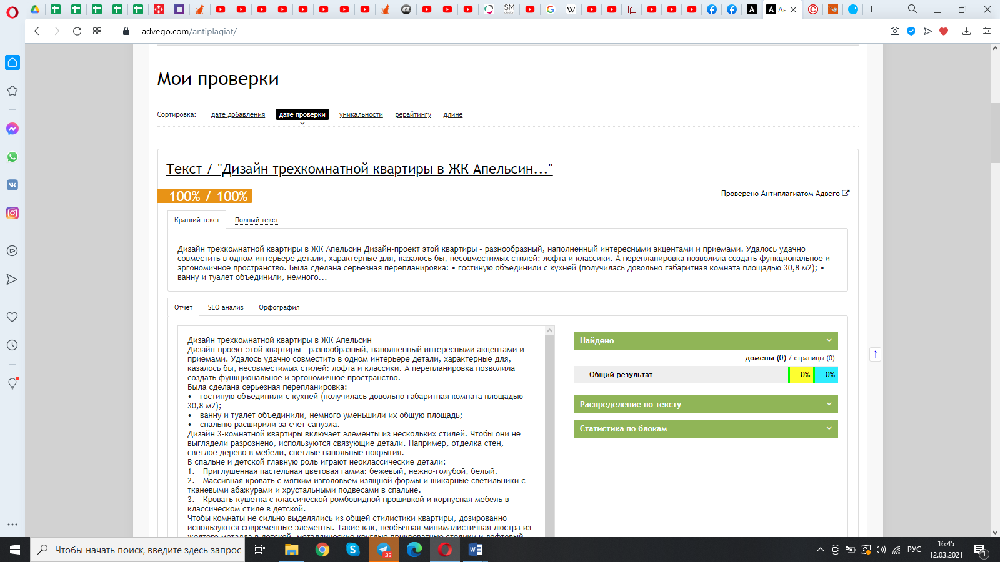 Ан
advego.com/antiplagiat/
Мои проверки
Сортировка: дате добавления дате проверки уникальности рерайтингу длине
Текст / "Дизайн трехкомнатной квартиры в ЖК Апельсин..."
100% / 100%
Проверено Антиплагиатом Адвего
Краткий текст Полный текст
Дизайн трехкомнатной квартиры в ЖК Апельсин Дизайн-проект этой квартиры - разнообразный, наполненный интересными акцентами и приемами. Удалось удачно
совместить в одном интерьере детали, характерные для, казалось бы, несовместимых стилей: лофта и классики. А перепланировка позволила создать функциональное и
эргономичное пространство. Была сделана серьезная перепланировка: • гостиную объединили с кухней (получилась довольно габаритная комната площадью 30,8 м2); •
ванну и туалет объединили, немного...
Отчёт SEO анализ Орфография
Дизайн трехкомнатной квартиры в ЖК Апельсин
Дизайн-проект этой квартиры - разнообразный, наполненный интересными акцентами и
приемами. Удалось удачно совместить в одном интерьере детали, характерные для,
казалось бы, несовместимых стилей: лофта и классики. А перепланировка позволила
создать функциональное и эргономичное пространство.
Была сделана серьезная перепланировка:
• гостиную объединили с кухней (получилась довольно габаритная комната площадью
30,8 м2);
• ванну и туалет объединили, немного уменьшили их общую площадь;
• спальню расширили за счет санузла.
Дизайн 3-комнатной квартиры включает элементы из нескольких стилей. Чтобы они не
выглядели разрозненно, используются связующие детали. Например, отделка стен,
светлое дерево в мебели, светлые напольные покрытия.
В спальне и детской главную роль играют неоклассические детали:
1. Приглушенная пастельная цветовая гамма: бежевый, нежно-голубой, белый.
2. Массивная кровать с мягким изголовьем изящной формы и шикарные светильники с
тканевыми абажурами и хрустальными подвесами в спальне.
3. Кровать-кушетка с классической ромбовидной прошивкой и корпусная мебель в
классическом стиле в детской.
Чтобы комнаты не сильно выделялись из общей стилистики квартиры, дозированно
используются современные элементы. Такие как, необычная минималистичная люстра из
желтого металла в детской, металлические круглые прикроватные столики и лофтовый
Найдено
домены (0) / страницы (0)
Общий результат 0% 0%
Распределение по тексту
Статистика по блокам
Чтобы начать поиск, введите здесь запрос
33
РУС
16:45
12.03.2021
1